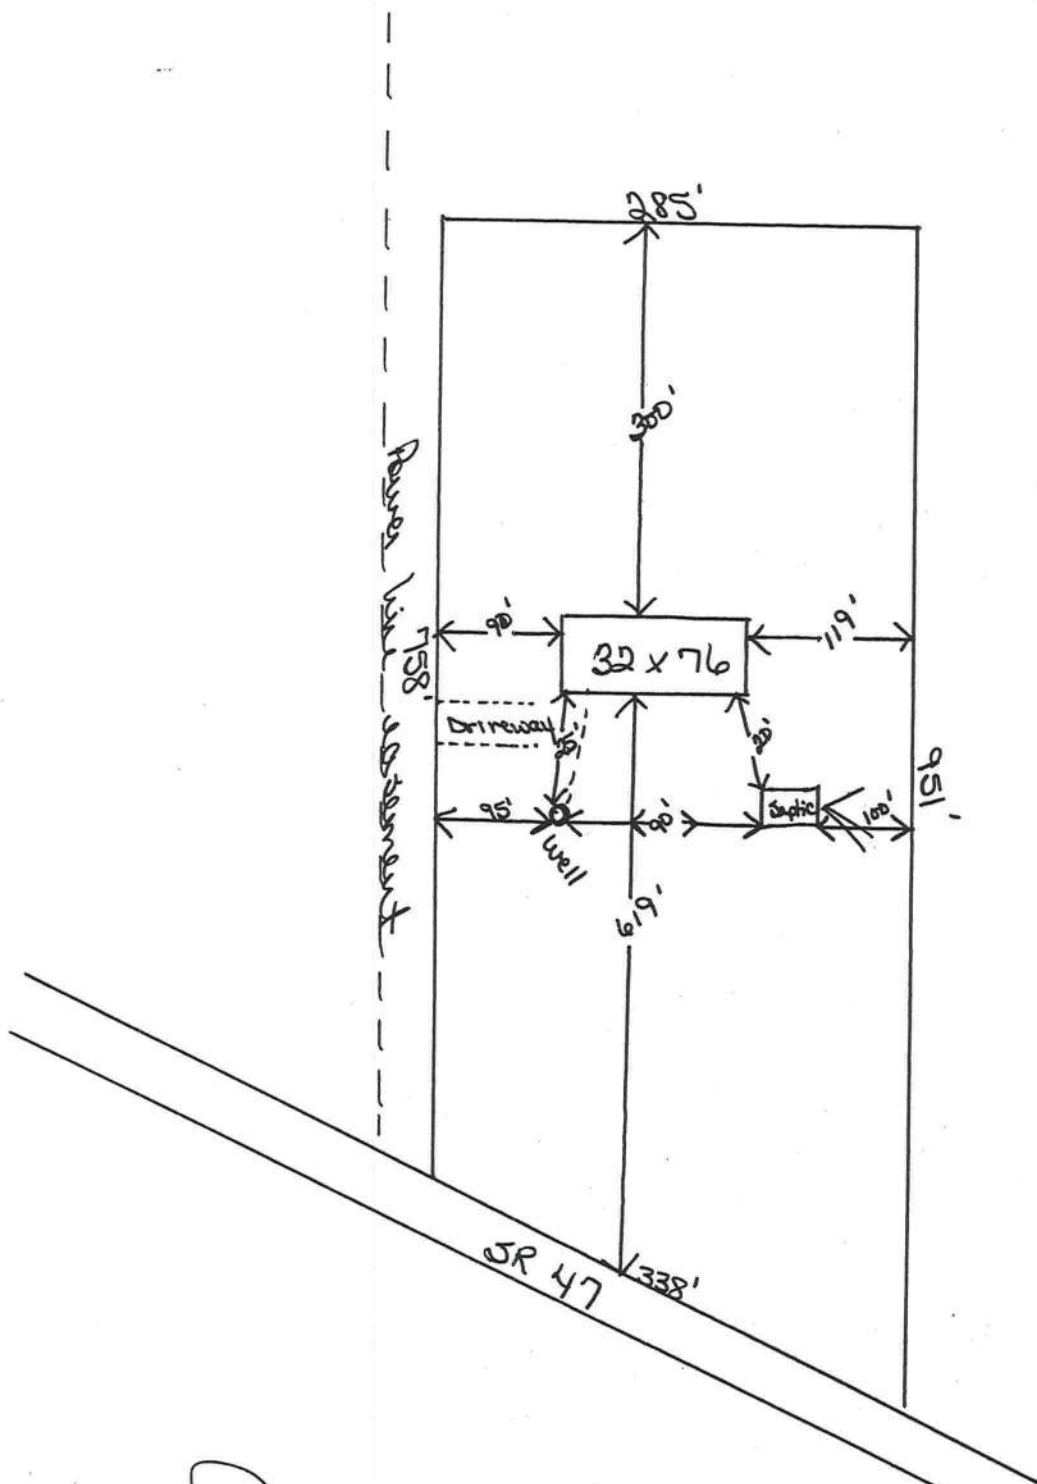 285'
300'
90'
32 x 76
119'
758'
Driveway
20'
951'
95'
Well
90'
Septic
100'
Power line easement
619'
SR 47
338'